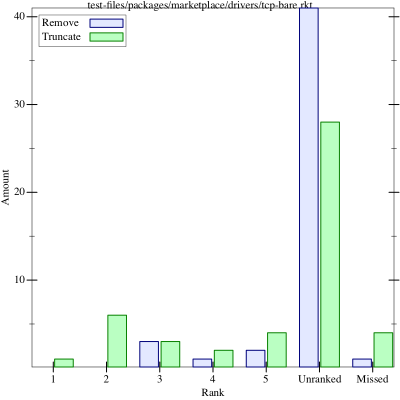 test-files/packages/marketplace/drivers/tcp-bare.rkt
Remove
Truncate
40
30
20
10
Amount
1 2 3 4 5 Unranked Missed
Rank